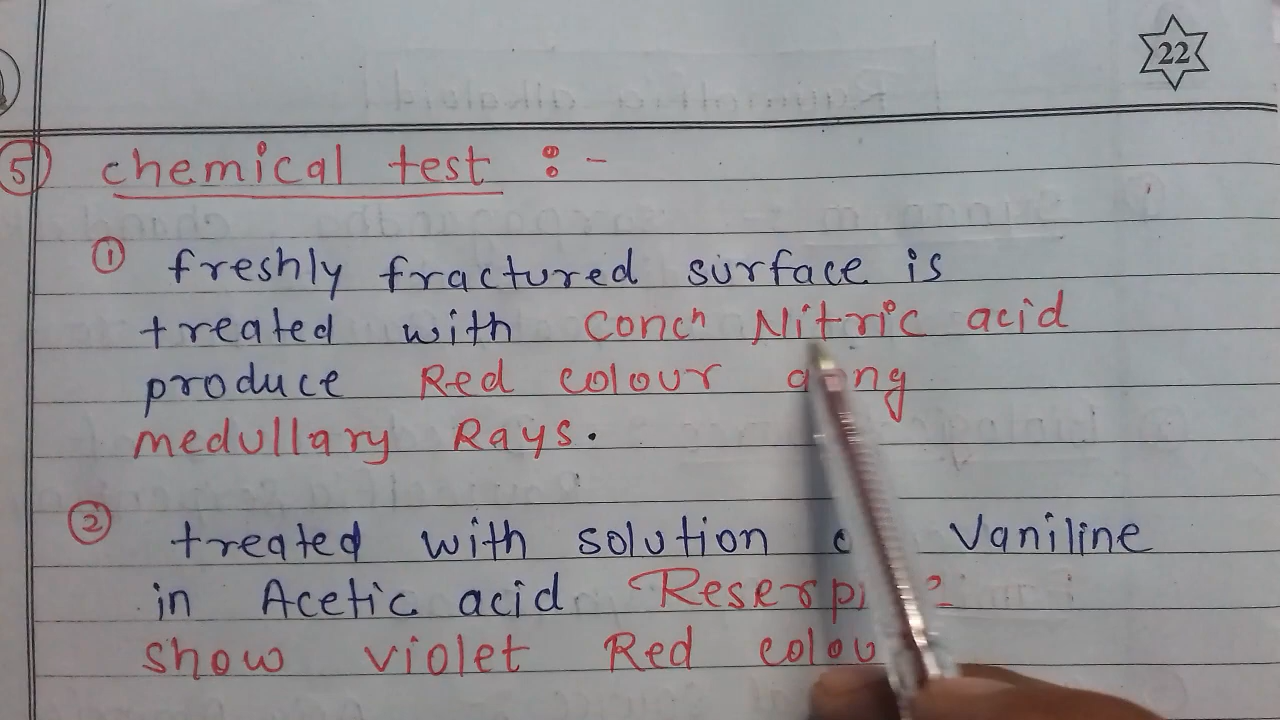 22
5 chemical test :-
1 freshly fractured surface is
treated with Concn Nitric acid
produce Red colour
medullary Rays.
2 treated with solution Vaniline
in Acetic acid
show violet Red